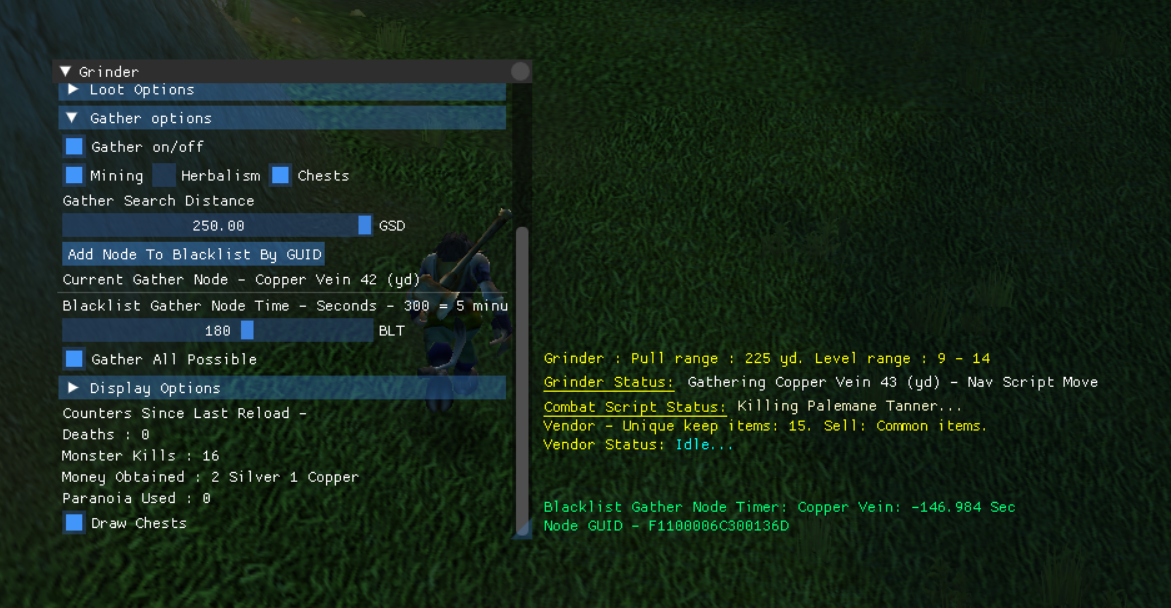 Grinder
Loot Options
Gather options
Gather on/off
Mining Herbalism Chests
Gather Search Distance
250.00 GSD
Add Node To Blacklist By GUID
Current Gather Node - Copper Vein 42 (yd)
Blacklist Gather Node Time - Seconds - 300 = 5 minu
180 BLT
Gather All Possible
Display Options
Counters Since Last Reload -
Deaths : 0
Monster Kills : 16
Money Obtained : 2 Silver 1 Copper
Paranoia Used : 0
Draw Chests
Grinder : Pull range : 225 yd. Level range : 9 - 14
Grinder Status: Gathering Copper Vein 43 (yd) - Nav Script Move
Combat Script Status: Killing Palemane Tanner...
Vendor - Unique keep items: 15. Sell: Common items.
Vendor Status: Idle...
Blacklist Gather Node Timer: Copper Vein: -146.984 Sec
Node GUID - F1100006C300136D